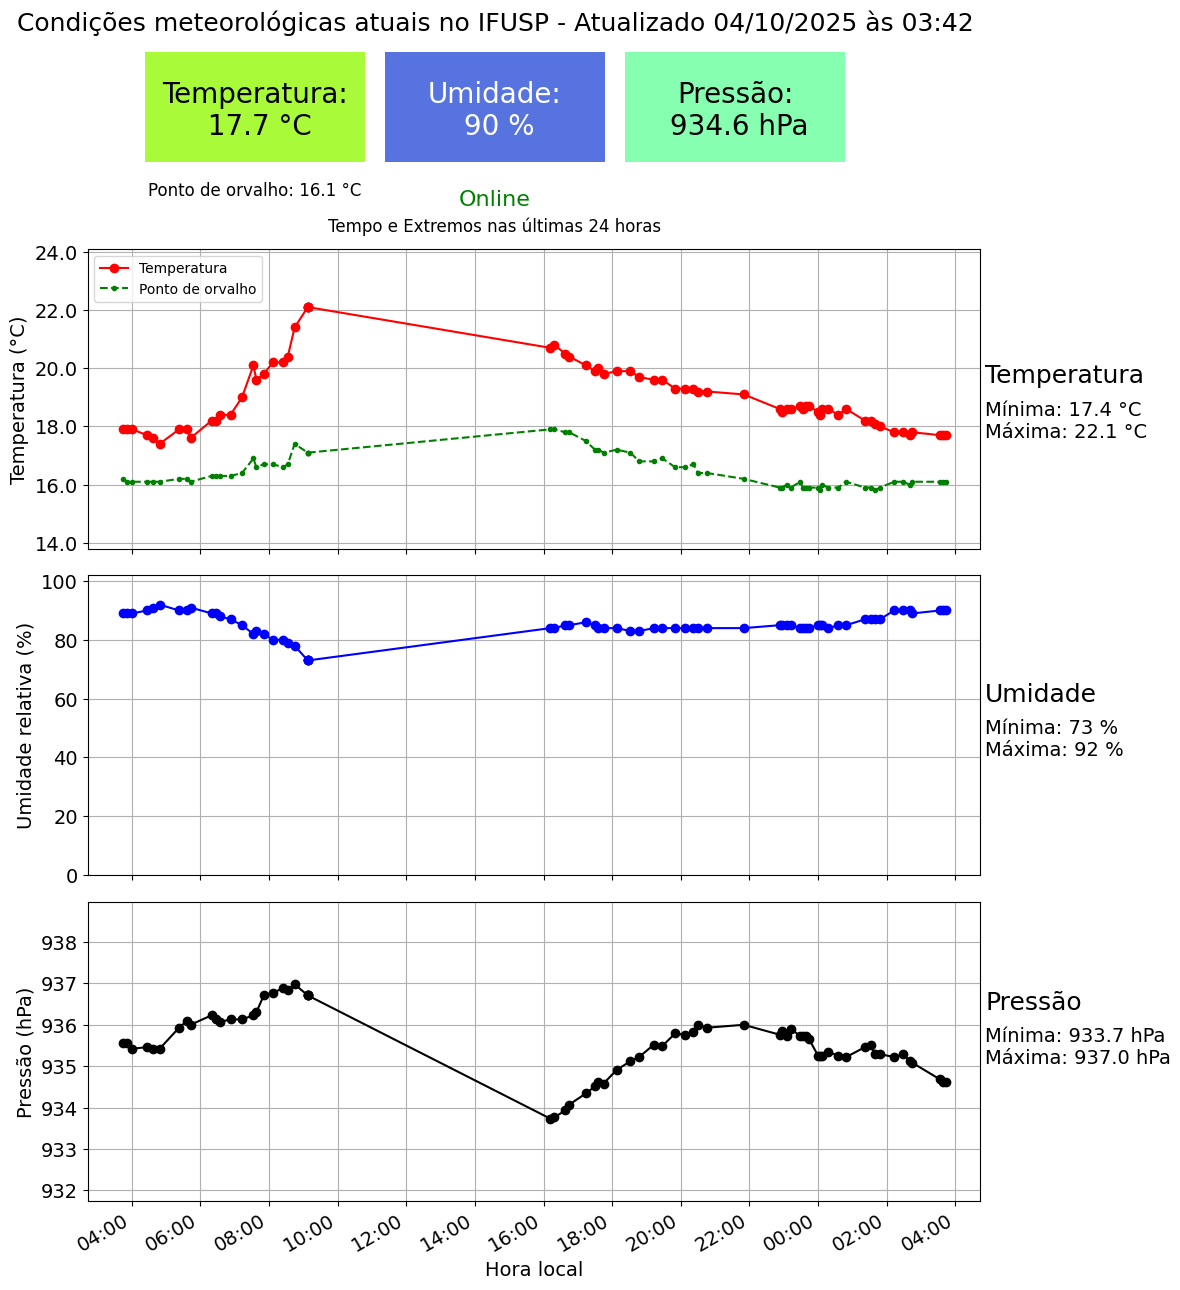 Condições meteorológicas atuais no IFUSP - Atualizado 04/10/2025 às 03:42
Temperatura:
17.7 °C
Umidade:
90 %
Pressão:
934.6 hPa
Ponto de orvalho: 16.1 °C
Online
Tempo e Extremos nas últimas 24 horas
Temperatura (°C)
24.0
22.0
20.0
18.0
16.0
14.0
Temperatura
Ponto de orvalho
Temperatura
Mínima: 17.4 °C
Máxima: 22.1 °C
Umidade relativa (%)
100
80
60
40
20
0
Umidade
Mínima: 73 %
Máxima: 92 %
Pressão (hPa)
938
937
936
935
934
933
932
Pressão
Mínima: 933.7 hPa
Máxima: 937.0 hPa
04:00 06:00 08:00 10:00 12:00 14:00 16:00 18:00 20:00 22:00 00:00 02:00 04:00
Hora local